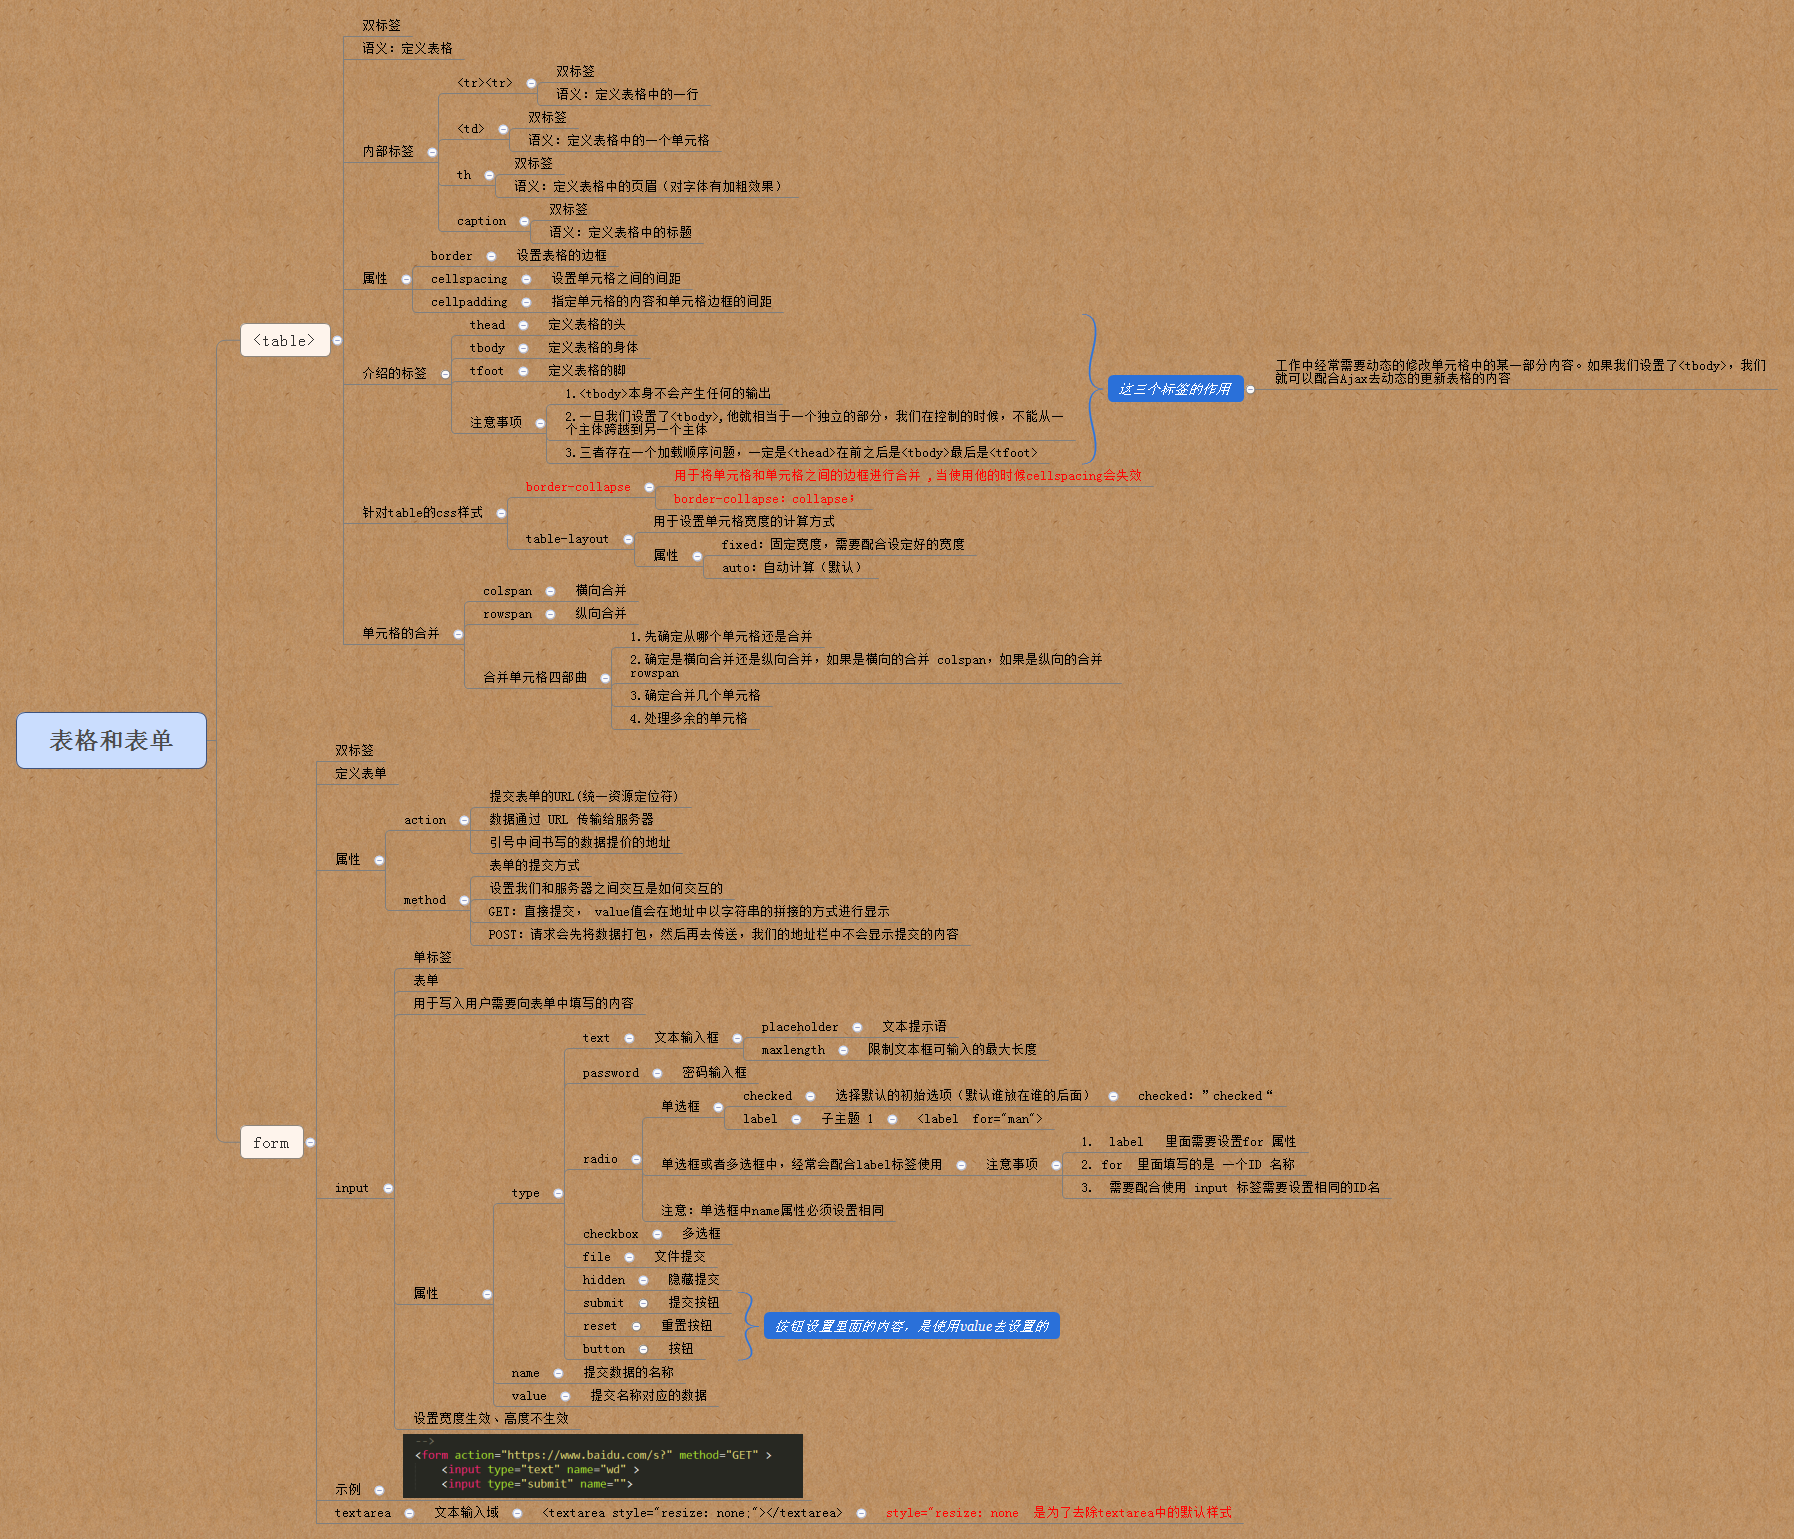 表格和表单
<table>
双标签
语义：定义表格
内部标签
<tr><tr>
双标签
语义：定义表格中的一行
<td>
双标签
语义：定义表格中的一个单元格
th
双标签
语义：定义表格中的页眉（对字体有加粗效果）
caption
双标签
语义：定义表格中的标题
属性
border
设置表格的边框
cellspacing
设置单元格之间的间距
cellpadding
指定单元格的内容和单元格边框的间距
介绍的标签
thead
定义表格的头
tbody
定义表格的身体
tfoot
定义表格的脚
注意事项
1.<tbody>本身不会产生任何的输出
2.一旦我们设置了<tbody>,他就相当于一个独立的部分，我们在控制的时候，不能从一
个主体跨越到另一个主体
3.三者存在一个加载顺序问题，一定是<thead>在前之后是<tbody>最后是<tfoot>
这三个标签的作用
工作中经常需要动态的修改单元格中的某一部分内容。如果我们设置了<tbody>，我们
就可以配合Ajax去动态的更新表格的内容
针对table的css样式
border-collapse
用于将单元格和单元格之间的边框进行合并 ,当使用他的时候cellspacing会失效
border-collapse：collapse；
table-layout
用于设置单元格宽度的计算方式
属性
fixed：固定宽度，需要配合设定好的宽度
auto：自动计算（默认）
单元格的合并
colspan
横向合并
rowspan
纵向合并
合并单元格四部曲
1.先确定从哪个单元格还是合并
2.确定是横向合并还是纵向合并，如果是横向的合并 colspan，如果是纵向的合并
rowspan
3.确定合并几个单元格
4.处理多余的单元格
form
双标签
定义表单
属性
action
提交表单的URL(统一资源定位符)
数据通过 URL 传输给服务器
引号中间书写的数据提价的地址
method
表单的提交方式
设置我们和服务器之间交互是如何交互的
GET：直接提交， value值会在地址中以字符串的拼接的方式进行显示
POST：请求会先将数据打包，然后再去传送，我们的地址栏中不会显示提交的内容
input
单标签
表单
用于写入用户需要向表单中填写的内容
属性
type
text
文本输入框
placeholder
文本提示语
maxlength
限制文本框可输入的最大长度
password
密码输入框
radio
单选框
checked
选择默认的初始选项（默认谁放在谁的后面）
checked：”checked“
label
子主题 1
<label  for="man">
单选框或者多选框中，经常会配合label标签使用
注意事项
1.  label   里面需要设置for 属性
2. for  里面填写的是 一个ID 名称
3.  需要配合使用 input 标签需要设置相同的ID名
注意：单选框中name属性必须设置相同
checkbox
多选框
file
文件提交
hidden
隐藏提交
submit
提交按钮
reset
重置按钮
button
按钮
按钮设置里面的内容，是使用value去设置的
name
提交数据的名称
value
提交名称对应的数据
设置宽度生效、高度不生效
示例
-->
<form action="https://www.baidu.com/s?" method="GET" >
<input type="text" name="wd" >
<input type="submit" name="">
textarea
文本输入域
<textarea style="resize: none;"></textarea>
style="resize: none  是为了去除textarea中的默认样式